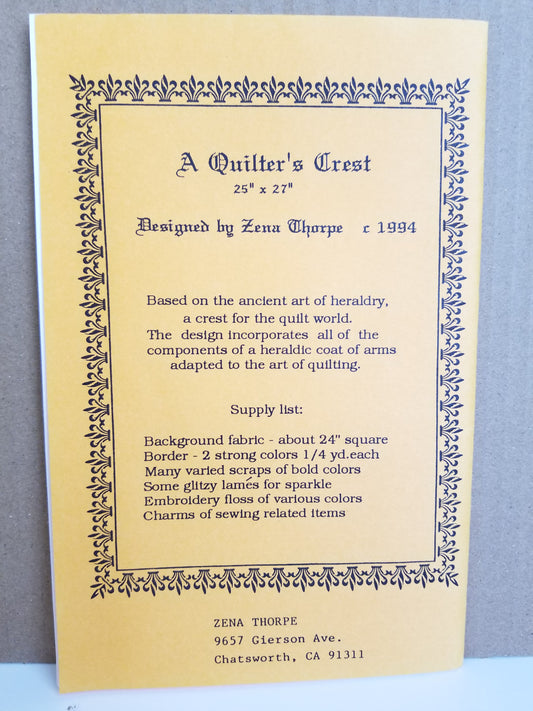 A Quilter's Crest
25" x 27"
Designed by Zena Thorpe c 1994
Based on the ancient art of heraldry,
a crest for the quilt world.
The design incorporates all of the
components of a heraldic coat of arms
adapted to the art of quilting.
Supply list:
Background fabric - about 24" square
Border - 2 strong colors 1/4 yd.each
Many varied scraps of bold colors
Some glitzy lamés for sparkle
Embroidery floss of various colors
Charms of sewing related items
ZENA THORPE
9657 Gierson Ave.
Chatsworth, CA 91311